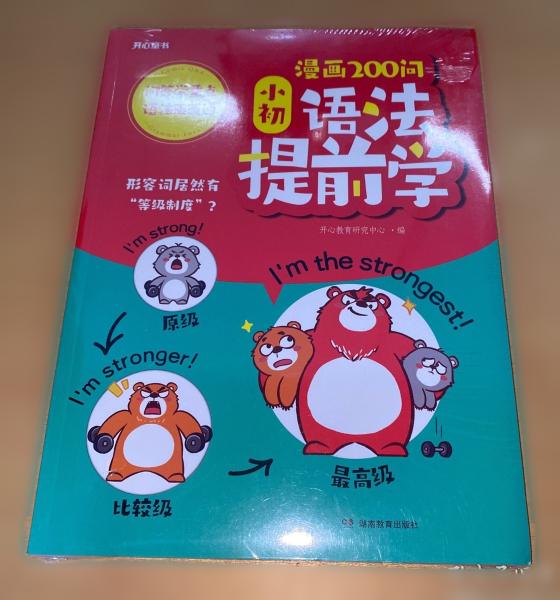 开心童书
漫画200问
小初
语法
提前学
形容词居然有
“等级制度”？
开心教育研究中心·编
I'm strong!
原级
I'm stronger!
比较级
I'm the strongest!
最高级
湖南教育出版社